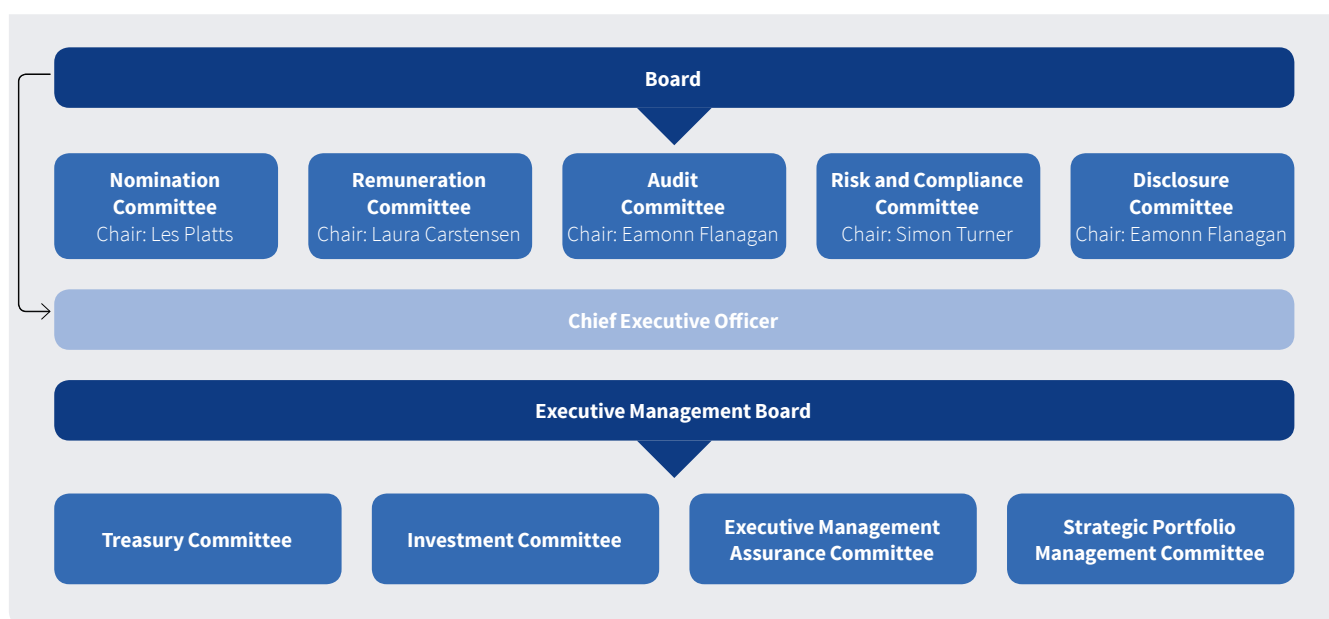 Board
Nomination
Committee
Chair: Les Platts
Remuneration
Committee
Chair: Laura Carstensen
Audit
Committee
Chair: Eamonn Flanagan
Risk and Compliance
Committee
Chair: Simon Turner
Disclosure
Committee
Chair: Eamonn Flanagan
Chief Executive Officer
Executive Management Board
Treasury Committee
Investment Committee
Executive Management
Assurance Committee
Strategic Portfolio
Management Committee